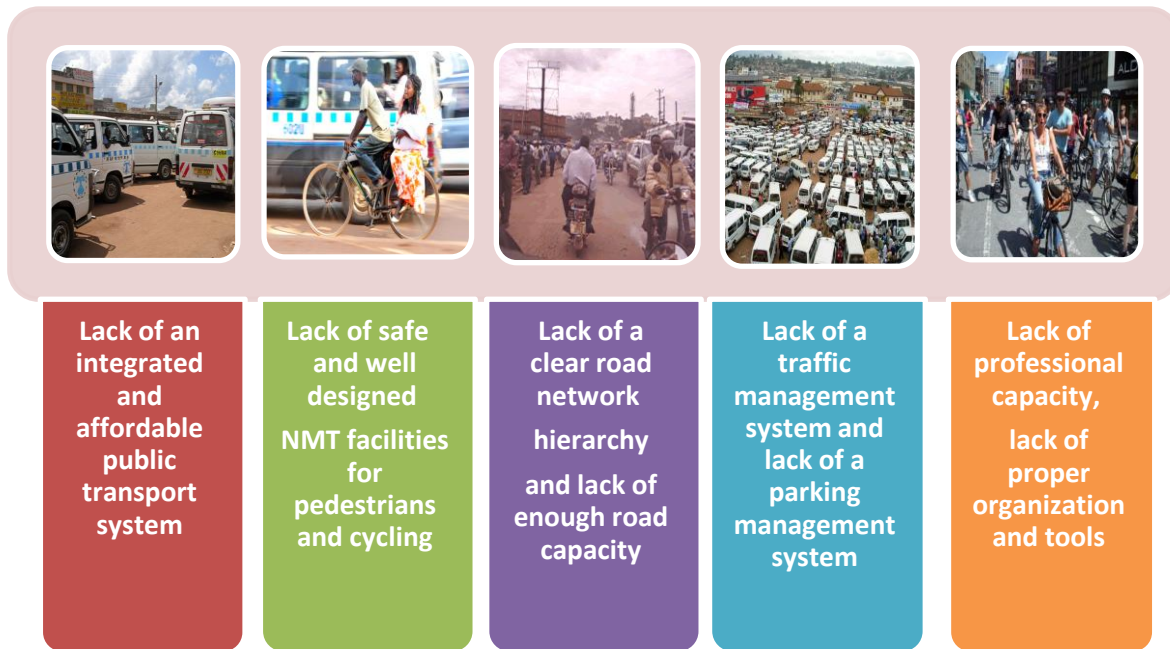 ALC
Lack of an
integrated
and
affordable
public
transport
system
Lack of safe
and well
designed
NMT facilities
for
pedestrians
and cycling
Lack of a
clear road
network
hierarchy
and lack of
enough road
capacity
Lack of a
traffic
management
system and
lack of a
parking
management
system
Lack of
professional
capacity,
lack of
proper
organization
and tools